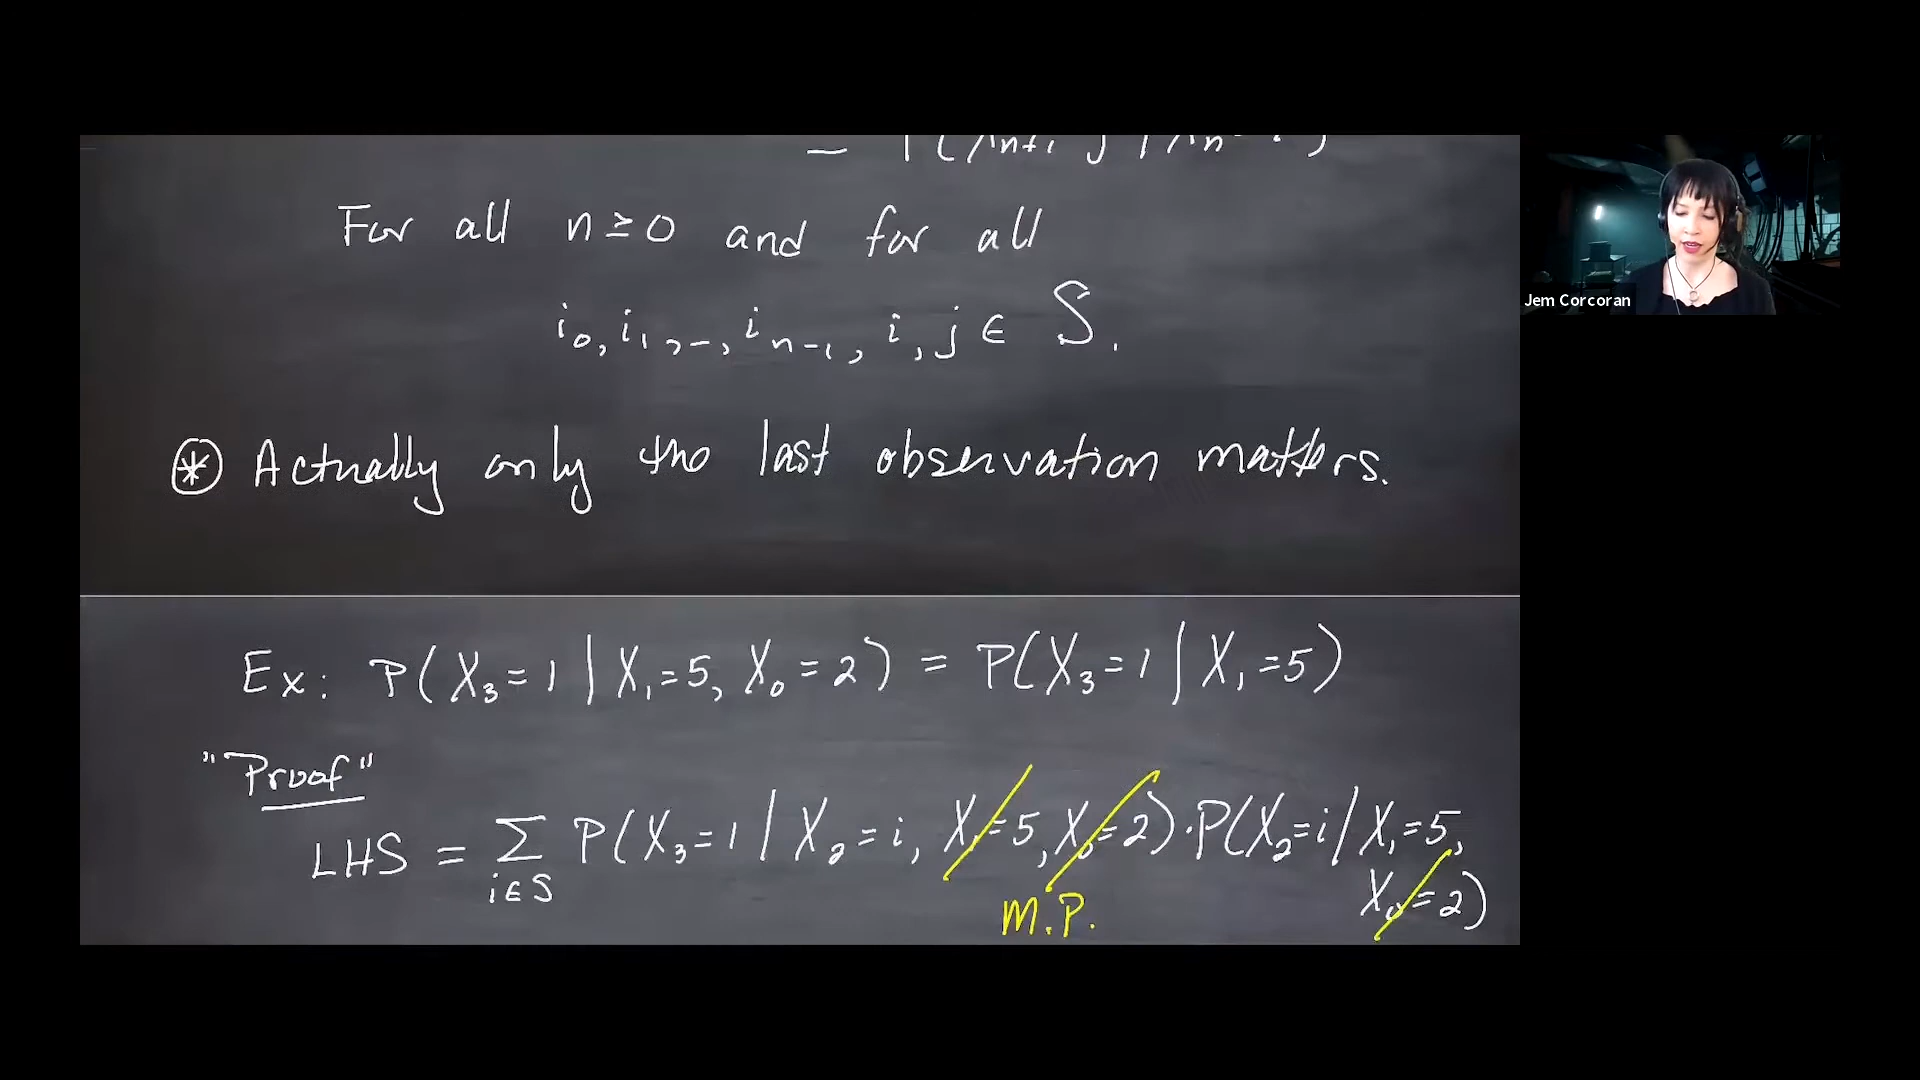 For all n ≥ 0 and for all
i₀, i₁, –, iₙ₋₁, i, j ∈ S.
⊛ Actually only the last observation matters.
Ex: P(X₃=1 | X₁=5, X₀=2) = P(X₃=1 | X₁=5)
"Proof"
LHS = Σ P(X₃=1 | X₂=i, X₁=5, X₀=2)·P(X₂=i | X₁=5,
i∈S
X₀=2)
M.P.
Jem Corcoran